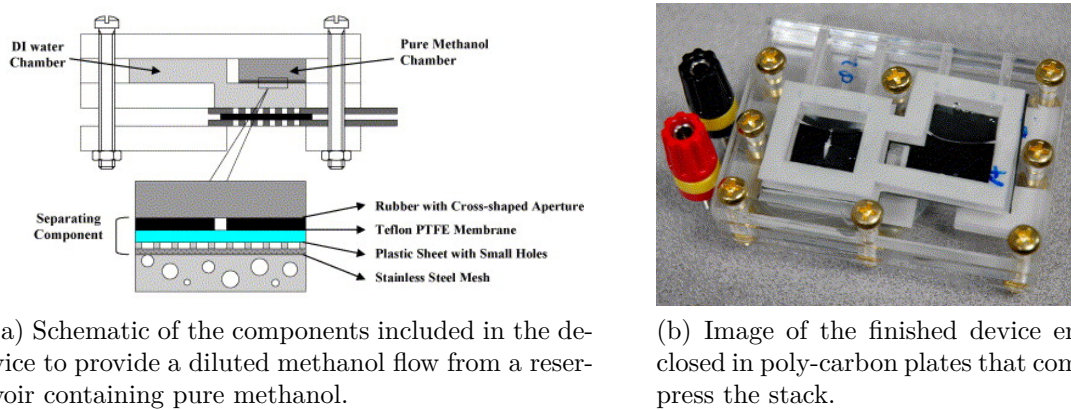 DI water
Chamber
Pure Methanol
Chamber
Separating
Component
Rubber with Cross-shaped Aperture
Teflon PTFE Membrane
Plastic Sheet with Small Holes
Stainless Steel Mesh
a) Schematic of the components included in the de-
vice to provide a diluted methanol flow from a reser-
voir containing pure methanol.
(b) Image of the finished device en
closed in poly-carbon plates that com
press the stack.